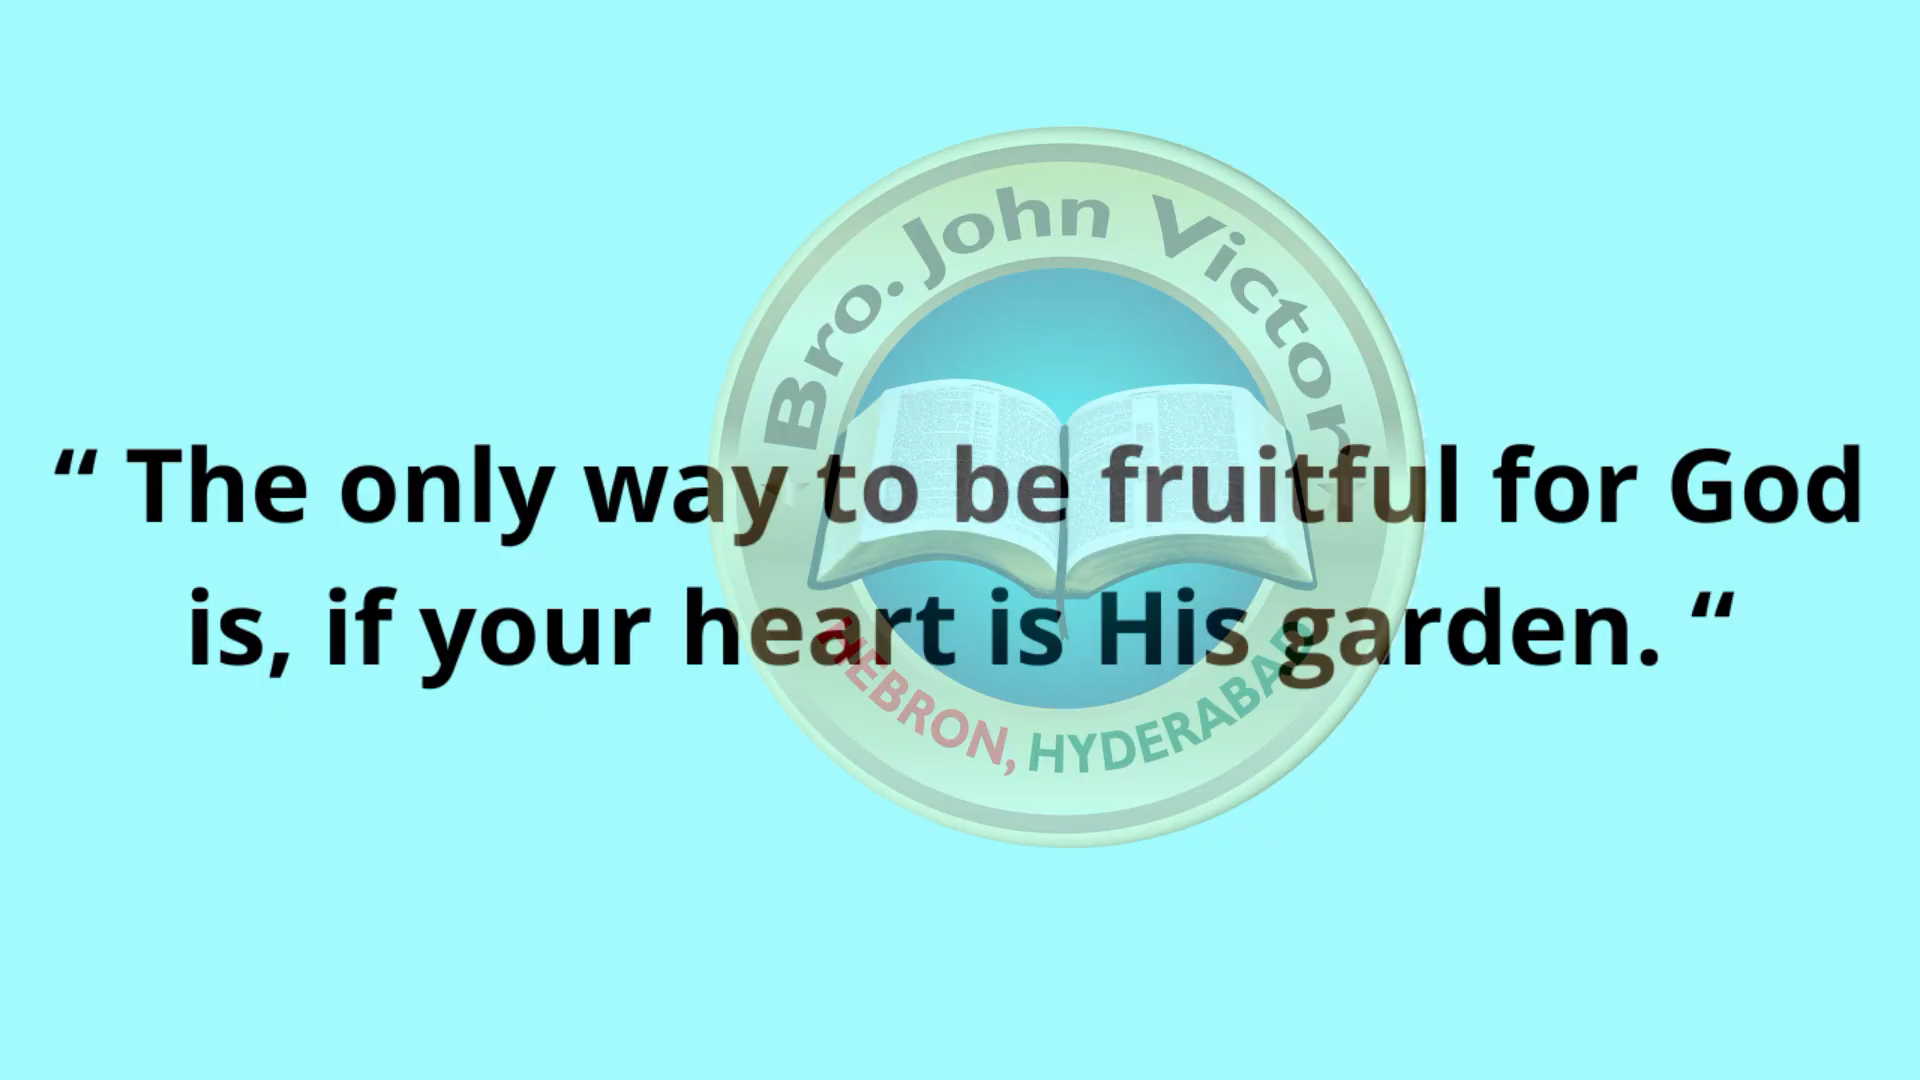 Bro. John Victor
“ The only way to be fruitful for God
is, if your heart is His garden. “
HEBRON, HYDERABAD